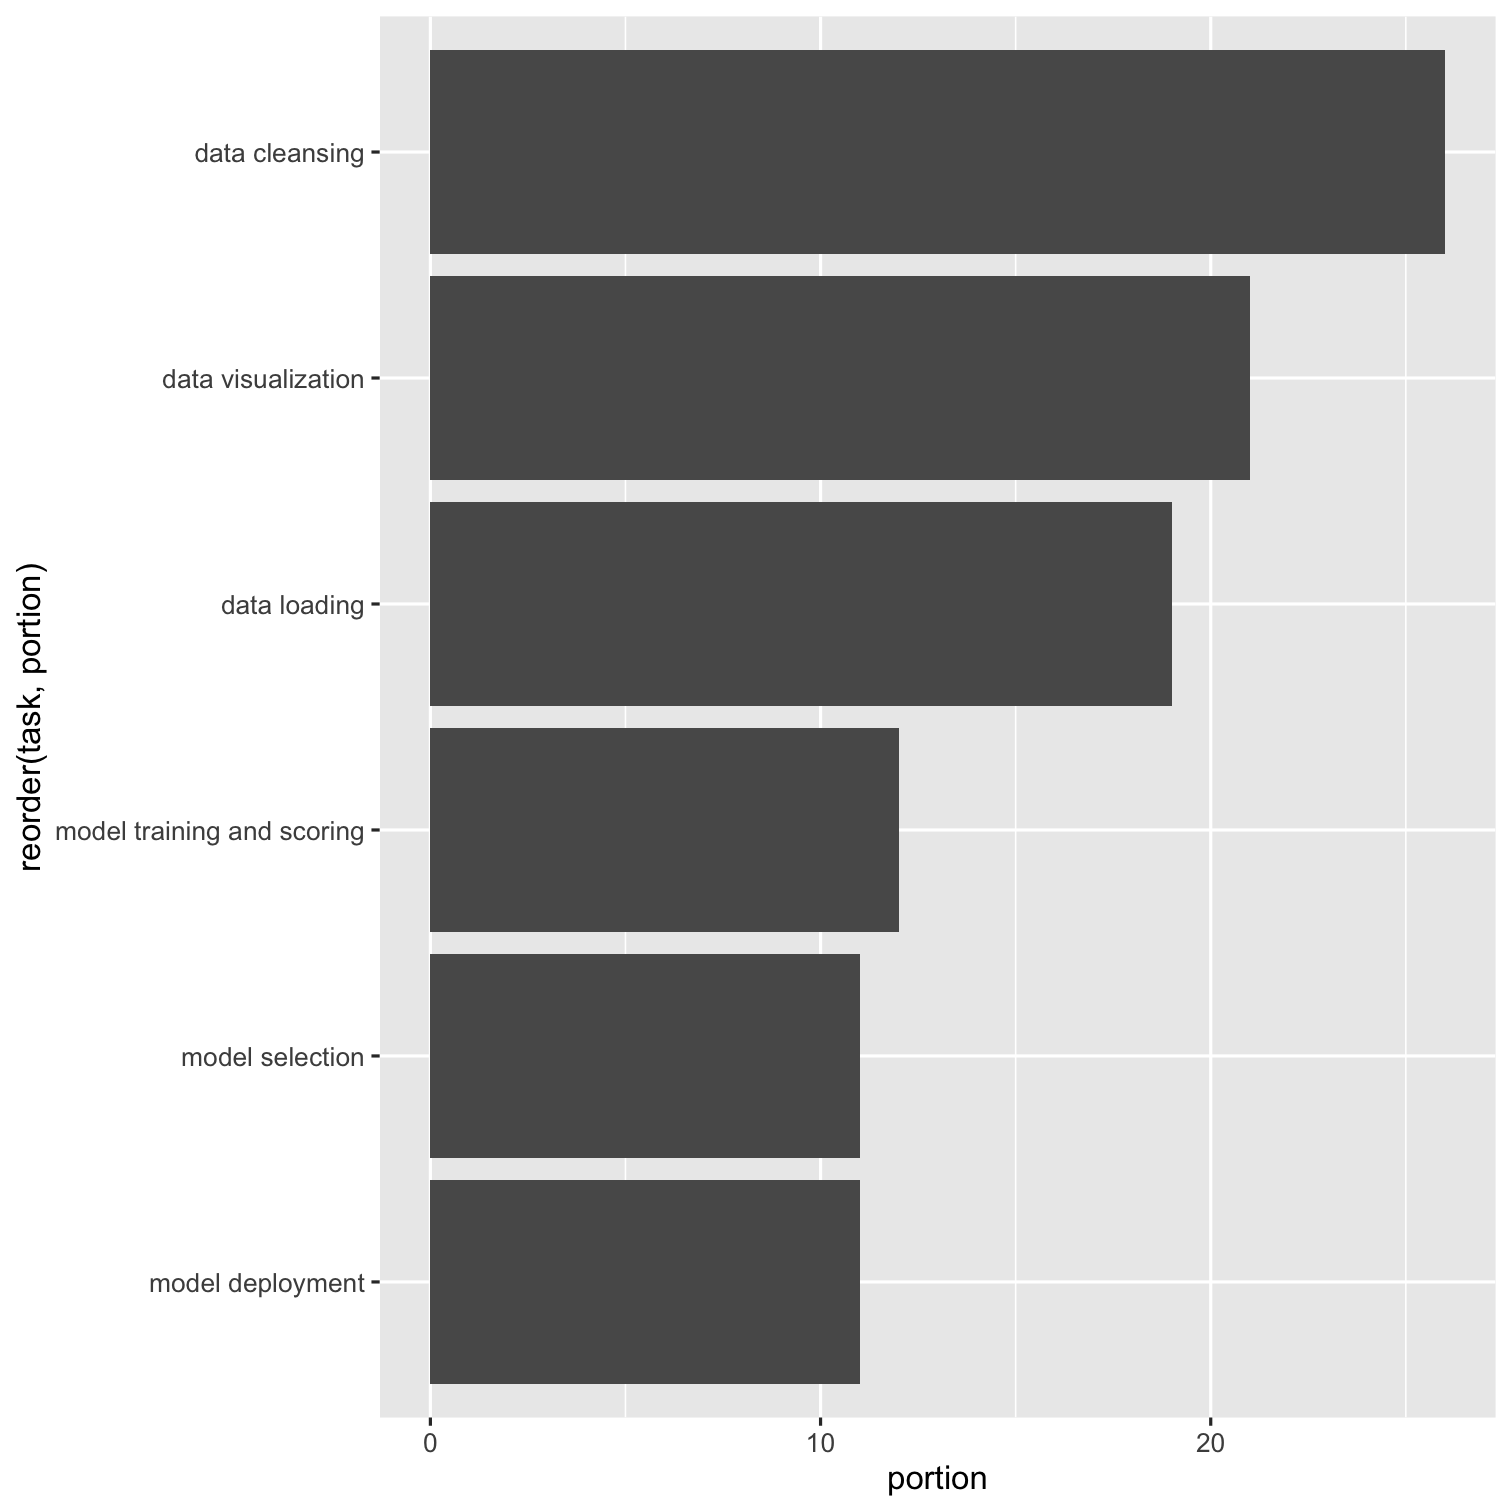 reorder(task, portion)
data cleansing
data visualization
data loading
model training and scoring
model selection
model deployment
0 10 20
portion